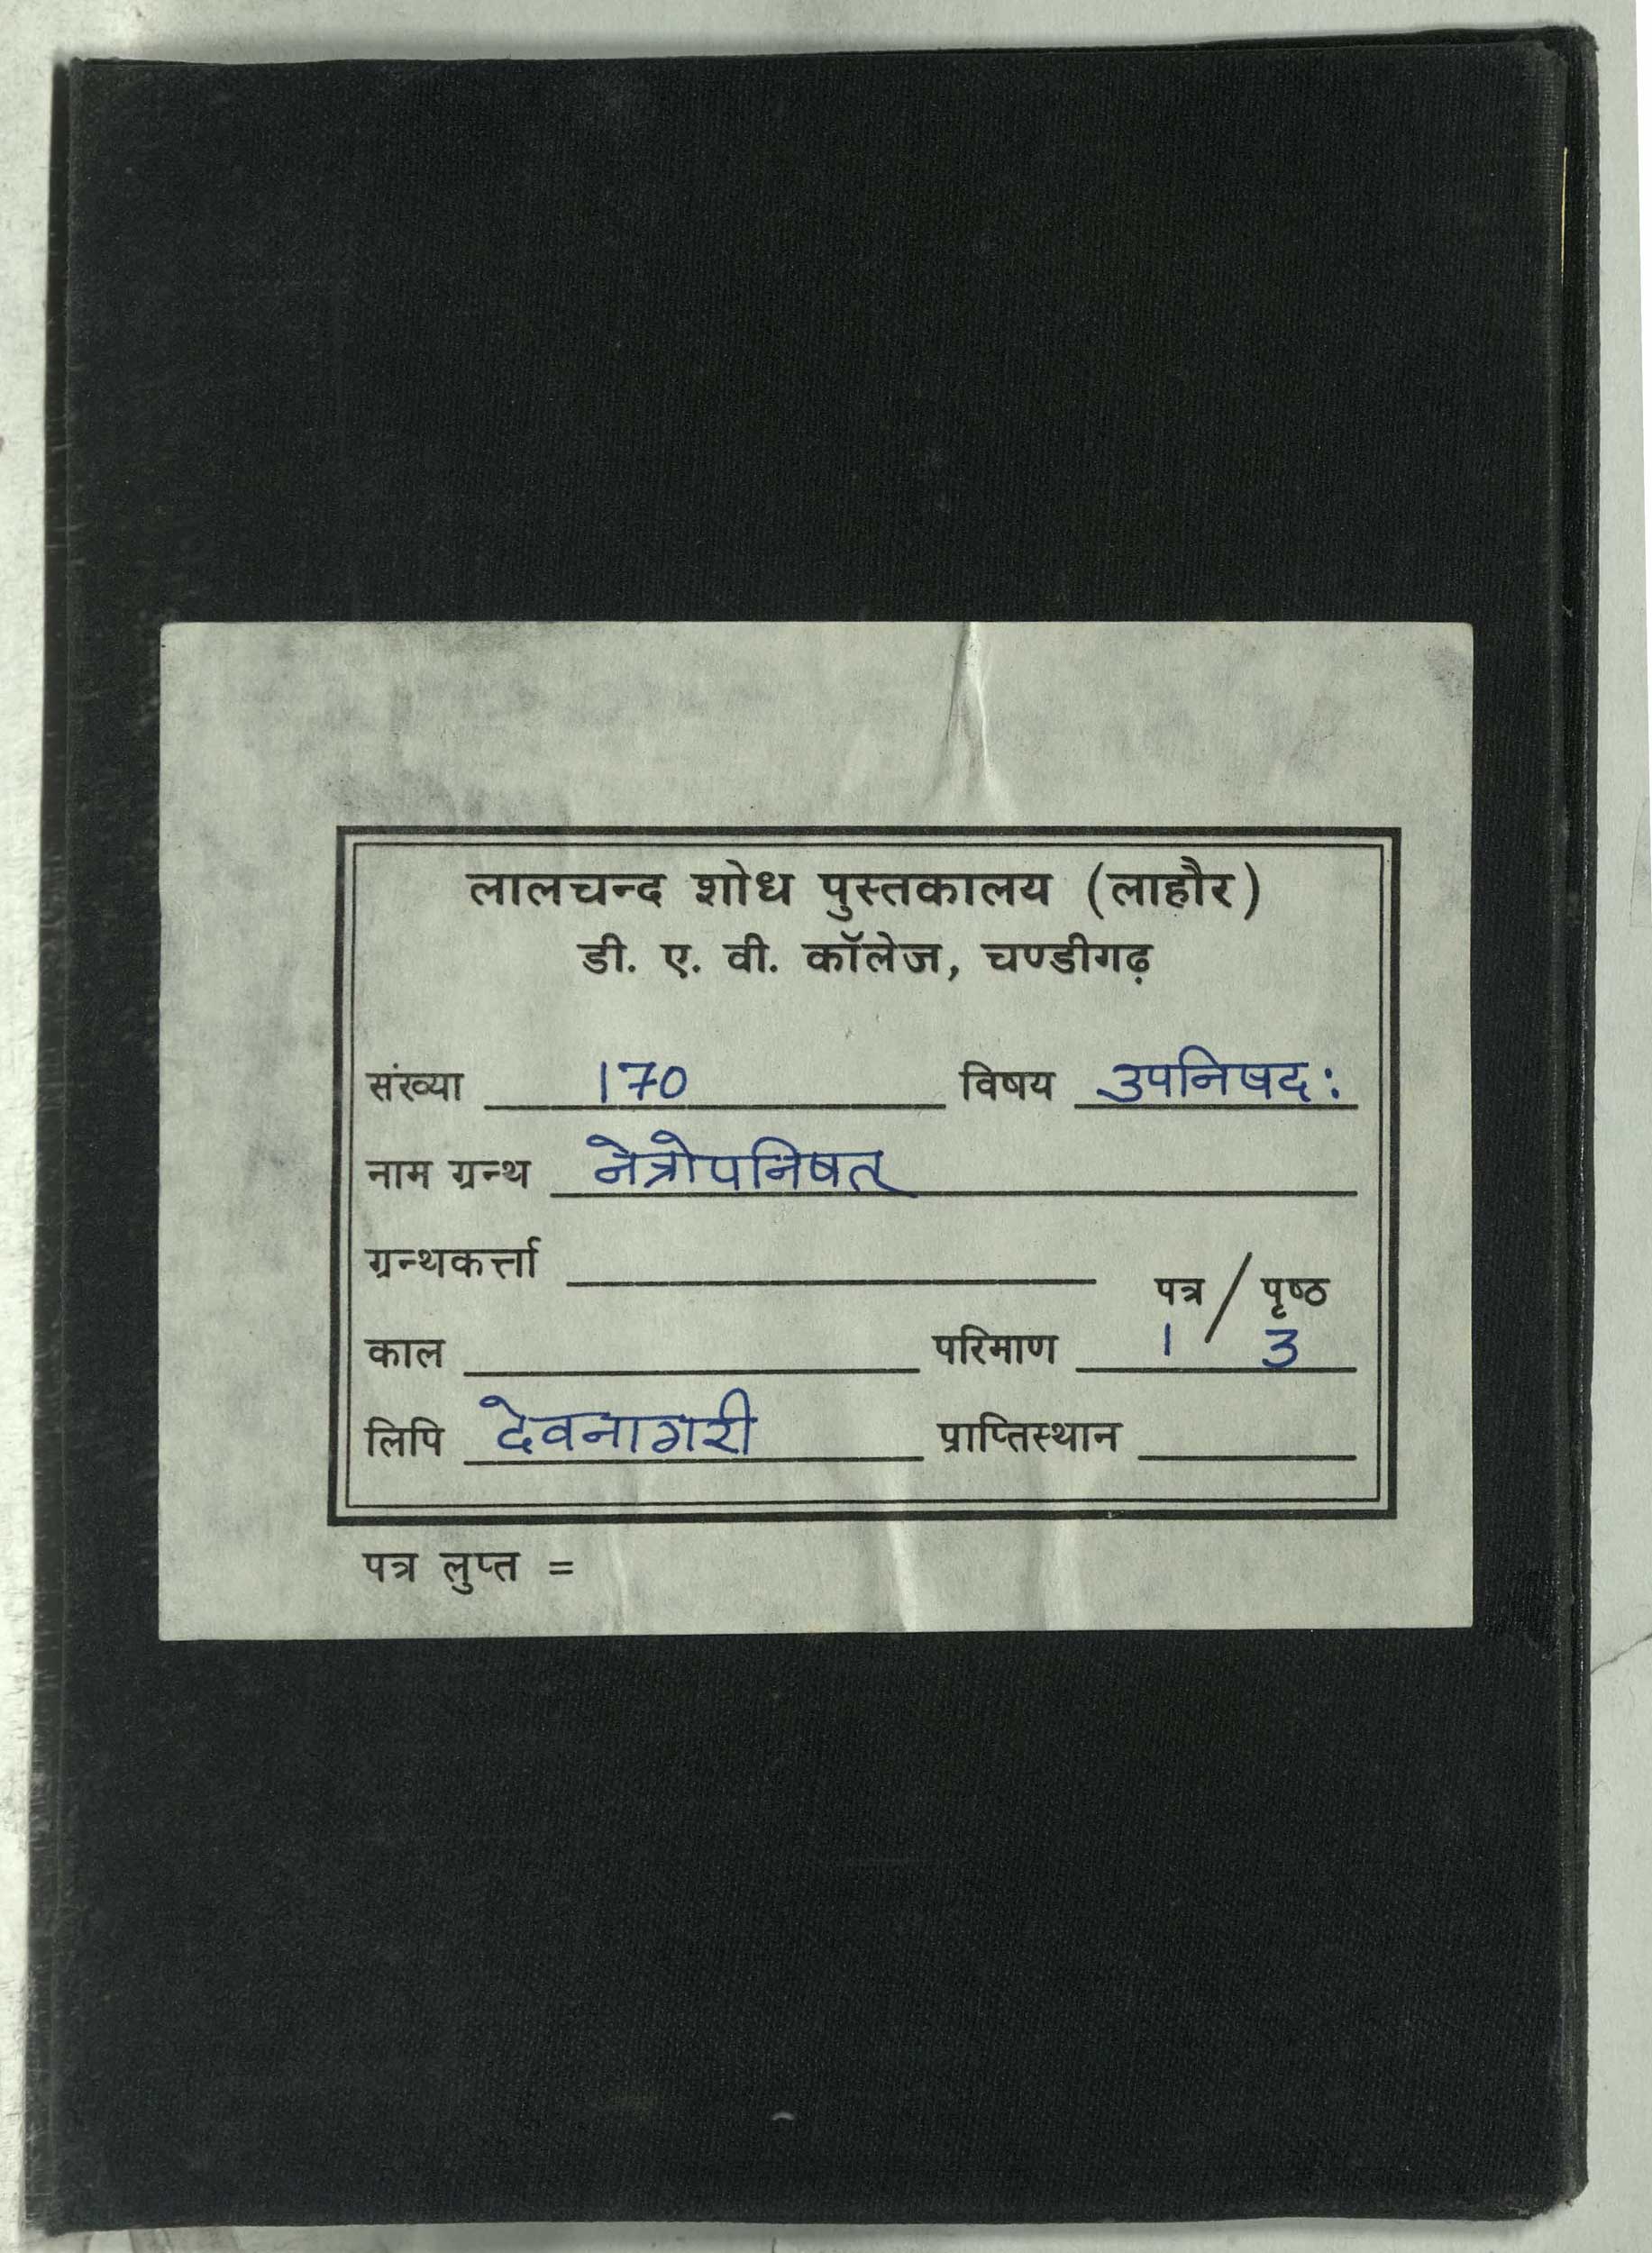 लालचन्द शोध पुस्तकालय (लाहौर)
डी. ए. वी. कॉलेज, चण्डीगढ़
संख्या 170 विषय उपनिषद:
नाम ग्रन्थ नेत्रोपनिषत्
ग्रन्थकर्त्ता
पत्र / पृष्ठ
काल परिमाण 1 / 3
लिपि देवनागरी प्राप्तिस्थान
पत्र लुप्त =